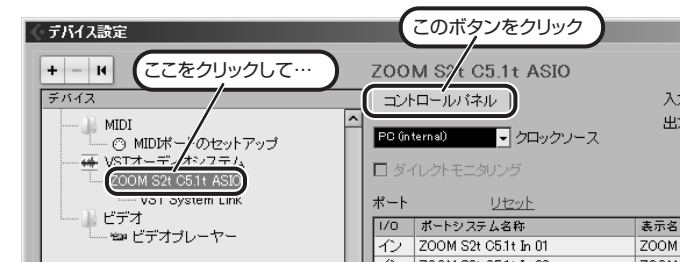 デバイス設定
このボタンをクリック
ここをクリックして…
ZOOM S2t C5.1t ASIO
デバイス
コントロールパネル
MIDI
MIDIポートのセットアップ
PC (Internal)
クロックソース
VSTオーディオシステム
ZOOM S2t C5.1t ASIO
ダイレクトモニタリング
VST System Link
ポート リセット
ビデオ
ビデオプレーヤー
I/O ポートシステム名称 表示名
イン ZOOM S2t C5.1t In 01 ZOOM